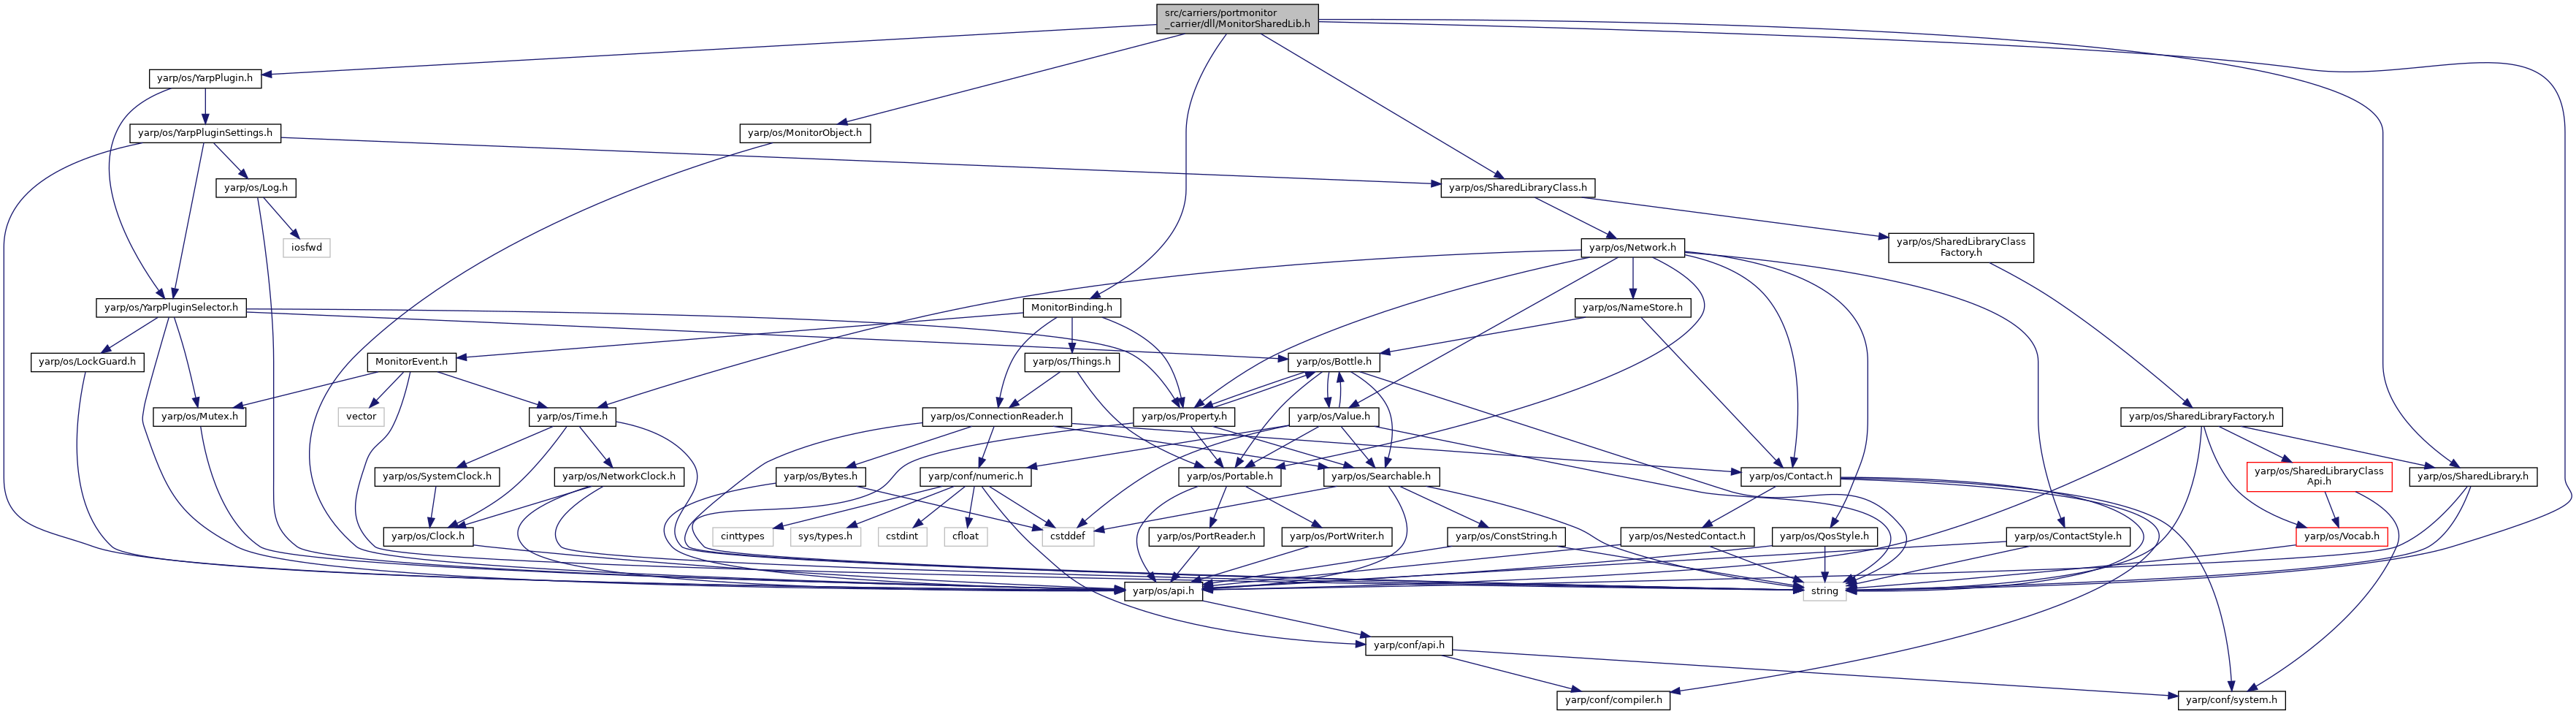 src/carriers/portmonitor
_carrier/dll/MonitorSharedLib.h
yarp/os/YarpPlugin.h
yarp/os/YarpPluginSettings.h
yarp/os/MonitorObject.h
yarp/os/Log.h
yarp/os/SharedLibraryClass.h
iosfwd
yarp/os/Network.h
yarp/os/SharedLibraryClass
Factory.h
yarp/os/YarpPluginSelector.h
MonitorBinding.h
yarp/os/NameStore.h
yarp/os/LockGuard.h
MonitorEvent.h
yarp/os/Things.h
yarp/os/Bottle.h
yarp/os/Mutex.h
vector
yarp/os/Time.h
yarp/os/ConnectionReader.h
yarp/os/Property.h
yarp/os/Value.h
yarp/os/SharedLibraryFactory.h
yarp/os/SystemClock.h
yarp/os/NetworkClock.h
yarp/os/Bytes.h
yarp/conf/numeric.h
yarp/os/Portable.h
yarp/os/Searchable.h
yarp/os/Contact.h
yarp/os/SharedLibraryClass
Api.h
yarp/os/SharedLibrary.h
yarp/os/Clock.h
cinttypes
sys/types.h
cstdint
cfloat
cstddef
yarp/os/PortReader.h
yarp/os/PortWriter.h
yarp/os/ConstString.h
yarp/os/NestedContact.h
yarp/os/QosStyle.h
yarp/os/ContactStyle.h
yarp/os/Vocab.h
yarp/os/api.h
string
yarp/conf/api.h
yarp/conf/compiler.h
yarp/conf/system.h